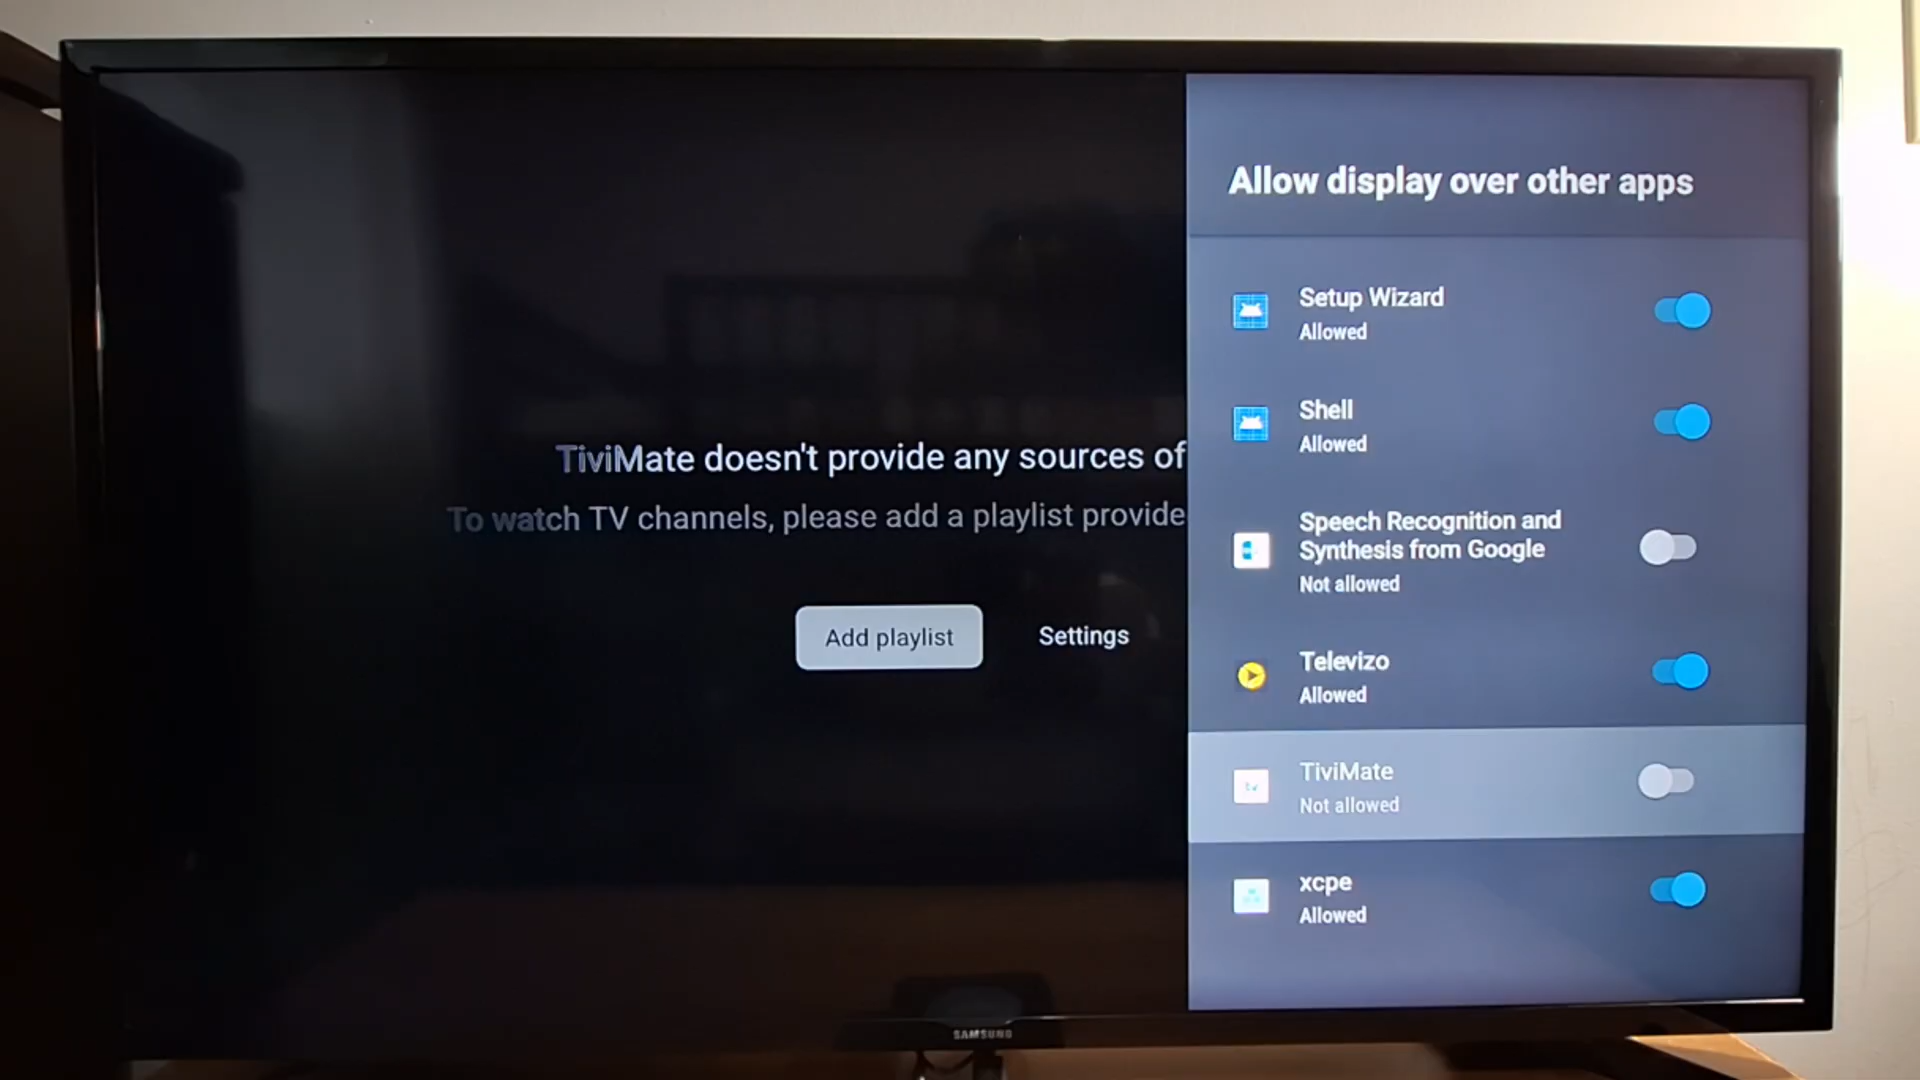 TiviMate doesn't provide any sources of
To watch TV channels, please add a playlist provide
Add playlist
Settings
Allow display over other apps
Setup Wizard
Allowed
Shell
Allowed
Speech Recognition and
Synthesis from Google
Not allowed
Televizo
Allowed
tv
TiviMate
Not allowed
xcpe
Allowed
SAMSUNG